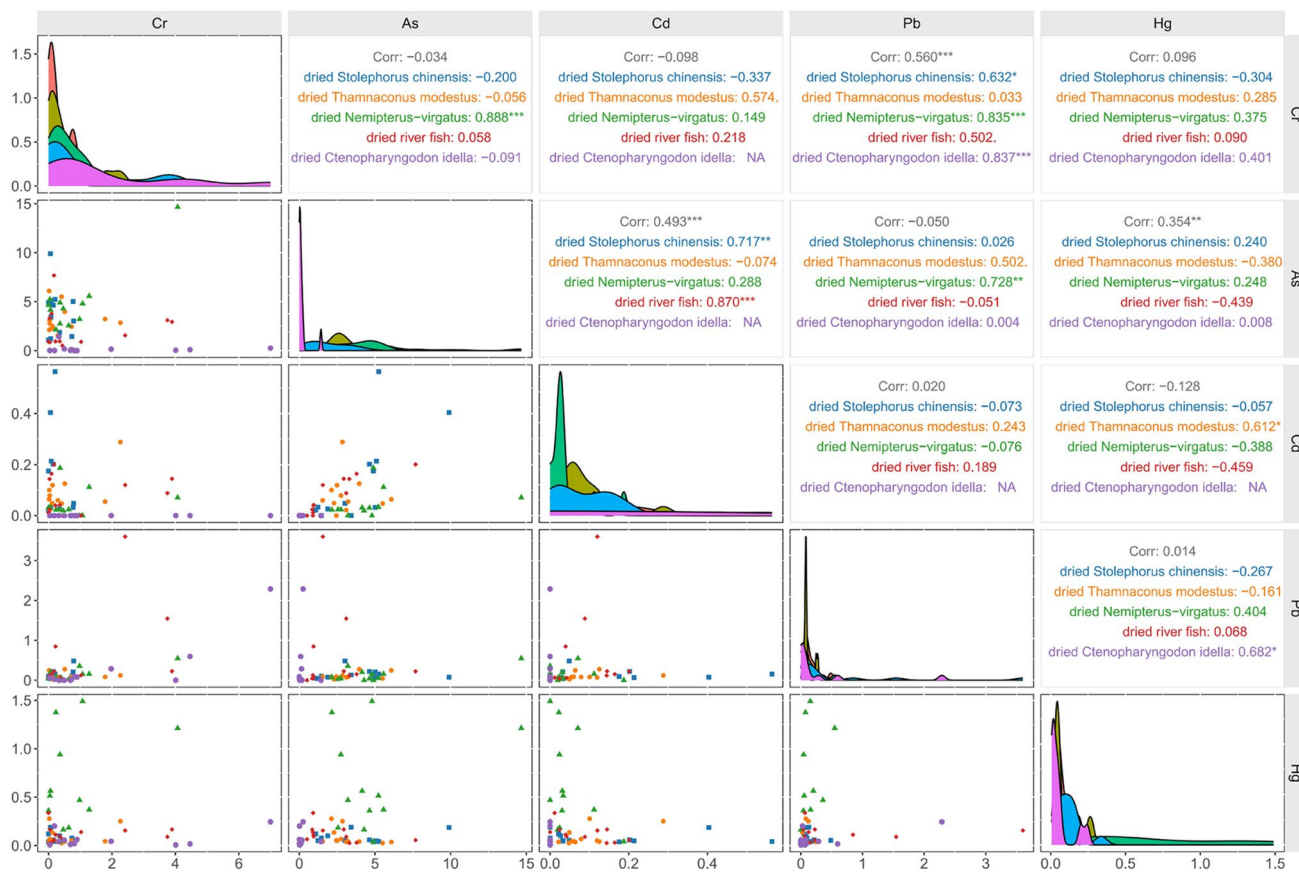 Cr As Cd Pb Hg
1.5
1.0
0.5
0.0
Corr: −0.034
dried Stolephorus chinensis: −0.200
dried Thamnaconus modestus: −0.056
dried Nemipterus−virgatus: 0.888***
dried river fish: 0.058
dried Ctenopharyngodon idella: −0.091
Corr: −0.098
dried Stolephorus chinensis: −0.337
dried Thamnaconus modestus: 0.574.
dried Nemipterus−virgatus: 0.149
dried river fish: 0.218
dried Ctenopharyngodon idella: NA
Corr: 0.560***
dried Stolephorus chinensis: 0.632*
dried Thamnaconus modestus: 0.033
dried Nemipterus−virgatus: 0.835***
dried river fish: 0.502.
dried Ctenopharyngodon idella: 0.837***
Corr: 0.096
dried Stolephorus chinensis: −0.304
dried Thamnaconus modestus: 0.285
dried Nemipterus−virgatus: 0.375
dried river fish: 0.090
dried Ctenopharyngodon idella: 0.401
Cr
15
10
5
0
Corr: 0.493***
dried Stolephorus chinensis: 0.717**
dried Thamnaconus modestus: −0.074
dried Nemipterus−virgatus: 0.288
dried river fish: 0.870***
dried Ctenopharyngodon idella: NA
Corr: −0.050
dried Stolephorus chinensis: 0.026
dried Thamnaconus modestus: 0.502.
dried Nemipterus−virgatus: 0.728**
dried river fish: −0.051
dried Ctenopharyngodon idella: 0.004
Corr: 0.354**
dried Stolephorus chinensis: 0.240
dried Thamnaconus modestus: −0.380
dried Nemipterus−virgatus: 0.248
dried river fish: −0.439
dried Ctenopharyngodon idella: 0.008
As
0.4
0.2
0.0
Corr: 0.020
dried Stolephorus chinensis: −0.073
dried Thamnaconus modestus: 0.243
dried Nemipterus−virgatus: −0.076
dried river fish: 0.189
dried Ctenopharyngodon idella: NA
Corr: −0.128
dried Stolephorus chinensis: −0.057
dried Thamnaconus modestus: 0.612*
dried Nemipterus−virgatus: −0.388
dried river fish: −0.459
dried Ctenopharyngodon idella: NA
Cd
3
2
1
0
Corr: 0.014
dried Stolephorus chinensis: −0.267
dried Thamnaconus modestus: −0.161
dried Nemipterus−virgatus: 0.404
dried river fish: 0.068
dried Ctenopharyngodon idella: 0.682*
Pb
1.5
1.0
0.5
0.0
Hg
0 2 4 6 0 5 10 15 0.0 0.2 0.4 0 1 2 3 0.0 0.5 1.0 1.5